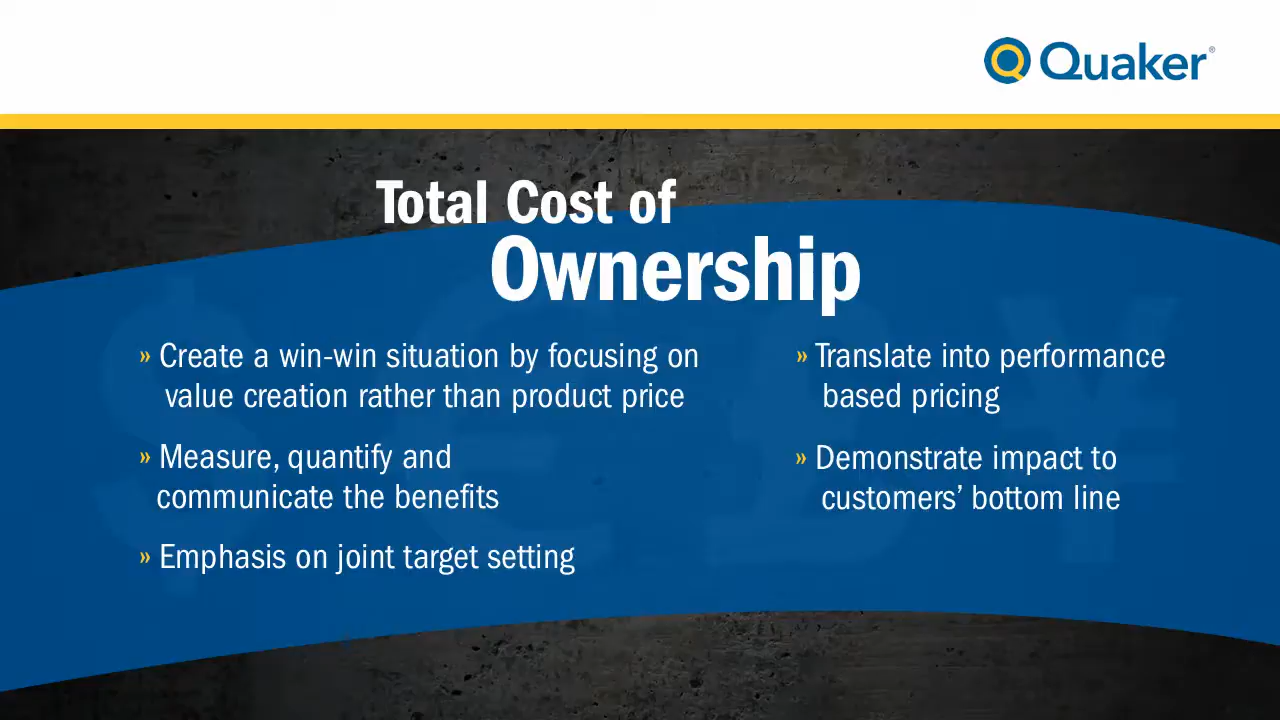 Quaker®
Total Cost of
Ownership
» Create a win-win situation by focusing on
value creation rather than product price
» Measure, quantify and
communicate the benefits
» Emphasis on joint target setting
» Translate into performance
based pricing
» Demonstrate impact to
customers’ bottom line
$ € £ ¥